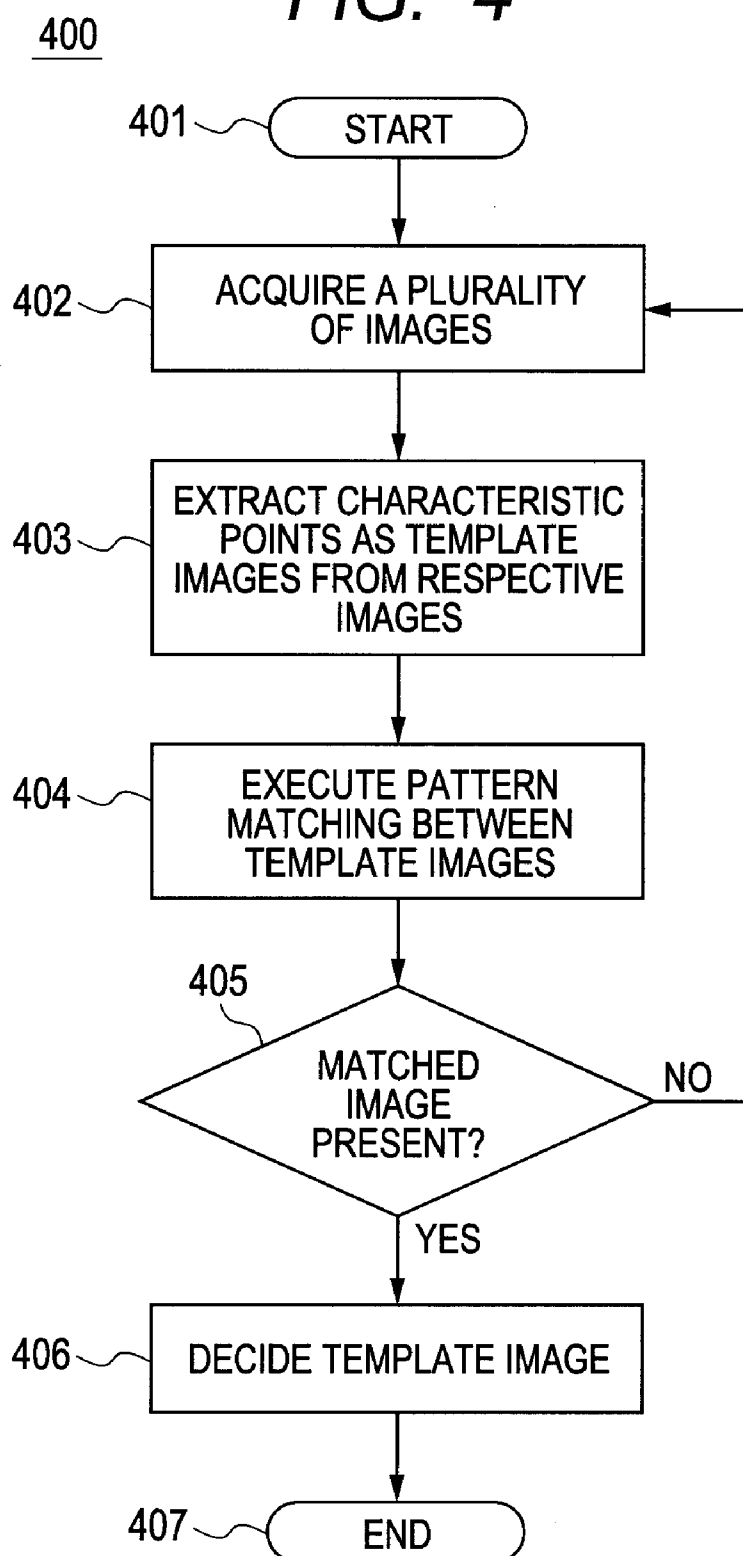 FIG. 4
400
401
START
402
ACQUIRE A PLURALITY
OF IMAGES
403
EXTRACT CHARACTERISTIC
POINTS AS TEMPLATE
IMAGES FROM RESPECTIVE
IMAGES
404
EXECUTE PATTERN
MATCHING BETWEEN
TEMPLATE IMAGES
405
MATCHED
IMAGE
PRESENT?
NO
YES
406
DECIDE TEMPLATE IMAGE
407
END